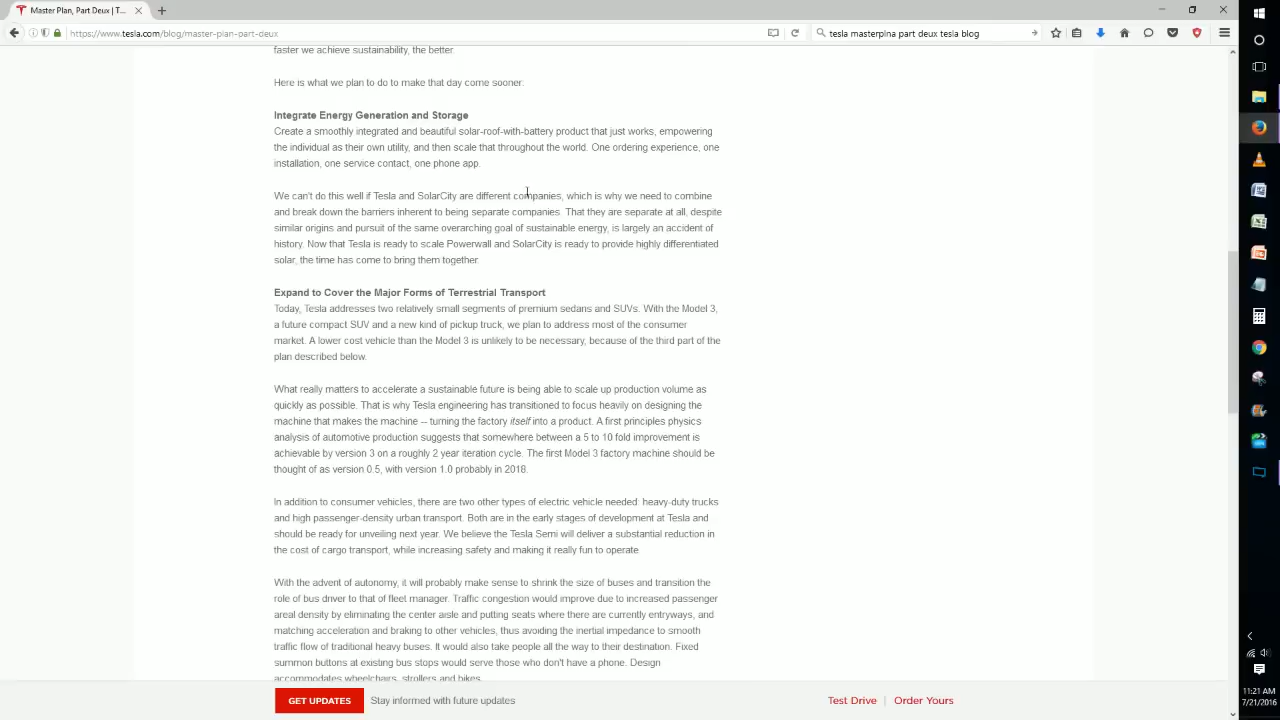 Master Plan, Part Deux | T...
https://www.tesla.com/blog/master-plan-part-deux
tesla masterplna part deux tesla blog
faster we achieve sustainability, the better.
Here is what we plan to do to make that day come sooner:
Integrate Energy Generation and Storage
Create a smoothly integrated and beautiful solar-roof-with-battery product that just works, empowering
the individual as their own utility, and then scale that throughout the world. One ordering experience, one
installation, one service contact, one phone app.
We can't do this well if Tesla and SolarCity are different companies, which is why we need to combine
and break down the barriers inherent to being separate companies. That they are separate at all, despite
similar origins and pursuit of the same overarching goal of sustainable energy, is largely an accident of
history. Now that Tesla is ready to scale Powerwall and SolarCity is ready to provide highly differentiated
solar, the time has come to bring them together.
Expand to Cover the Major Forms of Terrestrial Transport
Today, Tesla addresses two relatively small segments of premium sedans and SUVs. With the Model 3,
a future compact SUV and a new kind of pickup truck, we plan to address most of the consumer
market. A lower cost vehicle than the Model 3 is unlikely to be necessary, because of the third part of the
plan described below.
What really matters to accelerate a sustainable future is being able to scale up production volume as
quickly as possible. That is why Tesla engineering has transitioned to focus heavily on designing the
machine that makes the machine -- turning the factory itself into a product. A first principles physics
analysis of automotive production suggests that somewhere between a 5 to 10 fold improvement is
achievable by version 3 on a roughly 2 year iteration cycle. The first Model 3 factory machine should be
thought of as version 0.5, with version 1.0 probably in 2018.
In addition to consumer vehicles, there are two other types of electric vehicle needed: heavy-duty trucks
and high passenger-density urban transport. Both are in the early stages of development at Tesla and
should be ready for unveiling next year. We believe the Tesla Semi will deliver a substantial reduction in
the cost of cargo transport, while increasing safety and making it really fun to operate
With the advent of autonomy, it will probably make sense to shrink the size of buses and transition the
role of bus driver to that of fleet manager. Traffic congestion would improve due to increased passenger
areal density by eliminating the center aisle and putting seats where there are currently entryways, and
matching acceleration and braking to other vehicles, thus avoiding the inertial impedance to smooth
traffic flow of traditional heavy buses. It would also take people all the way to their destination. Fixed
summon buttons at existing bus stops would serve those who don't have a phone. Design
accommodates wheelchairs, strollers and bikes.
GET UPDATES
Stay informed with future updates
Test Drive | Order Yours
11:21 AM
7/21/2016